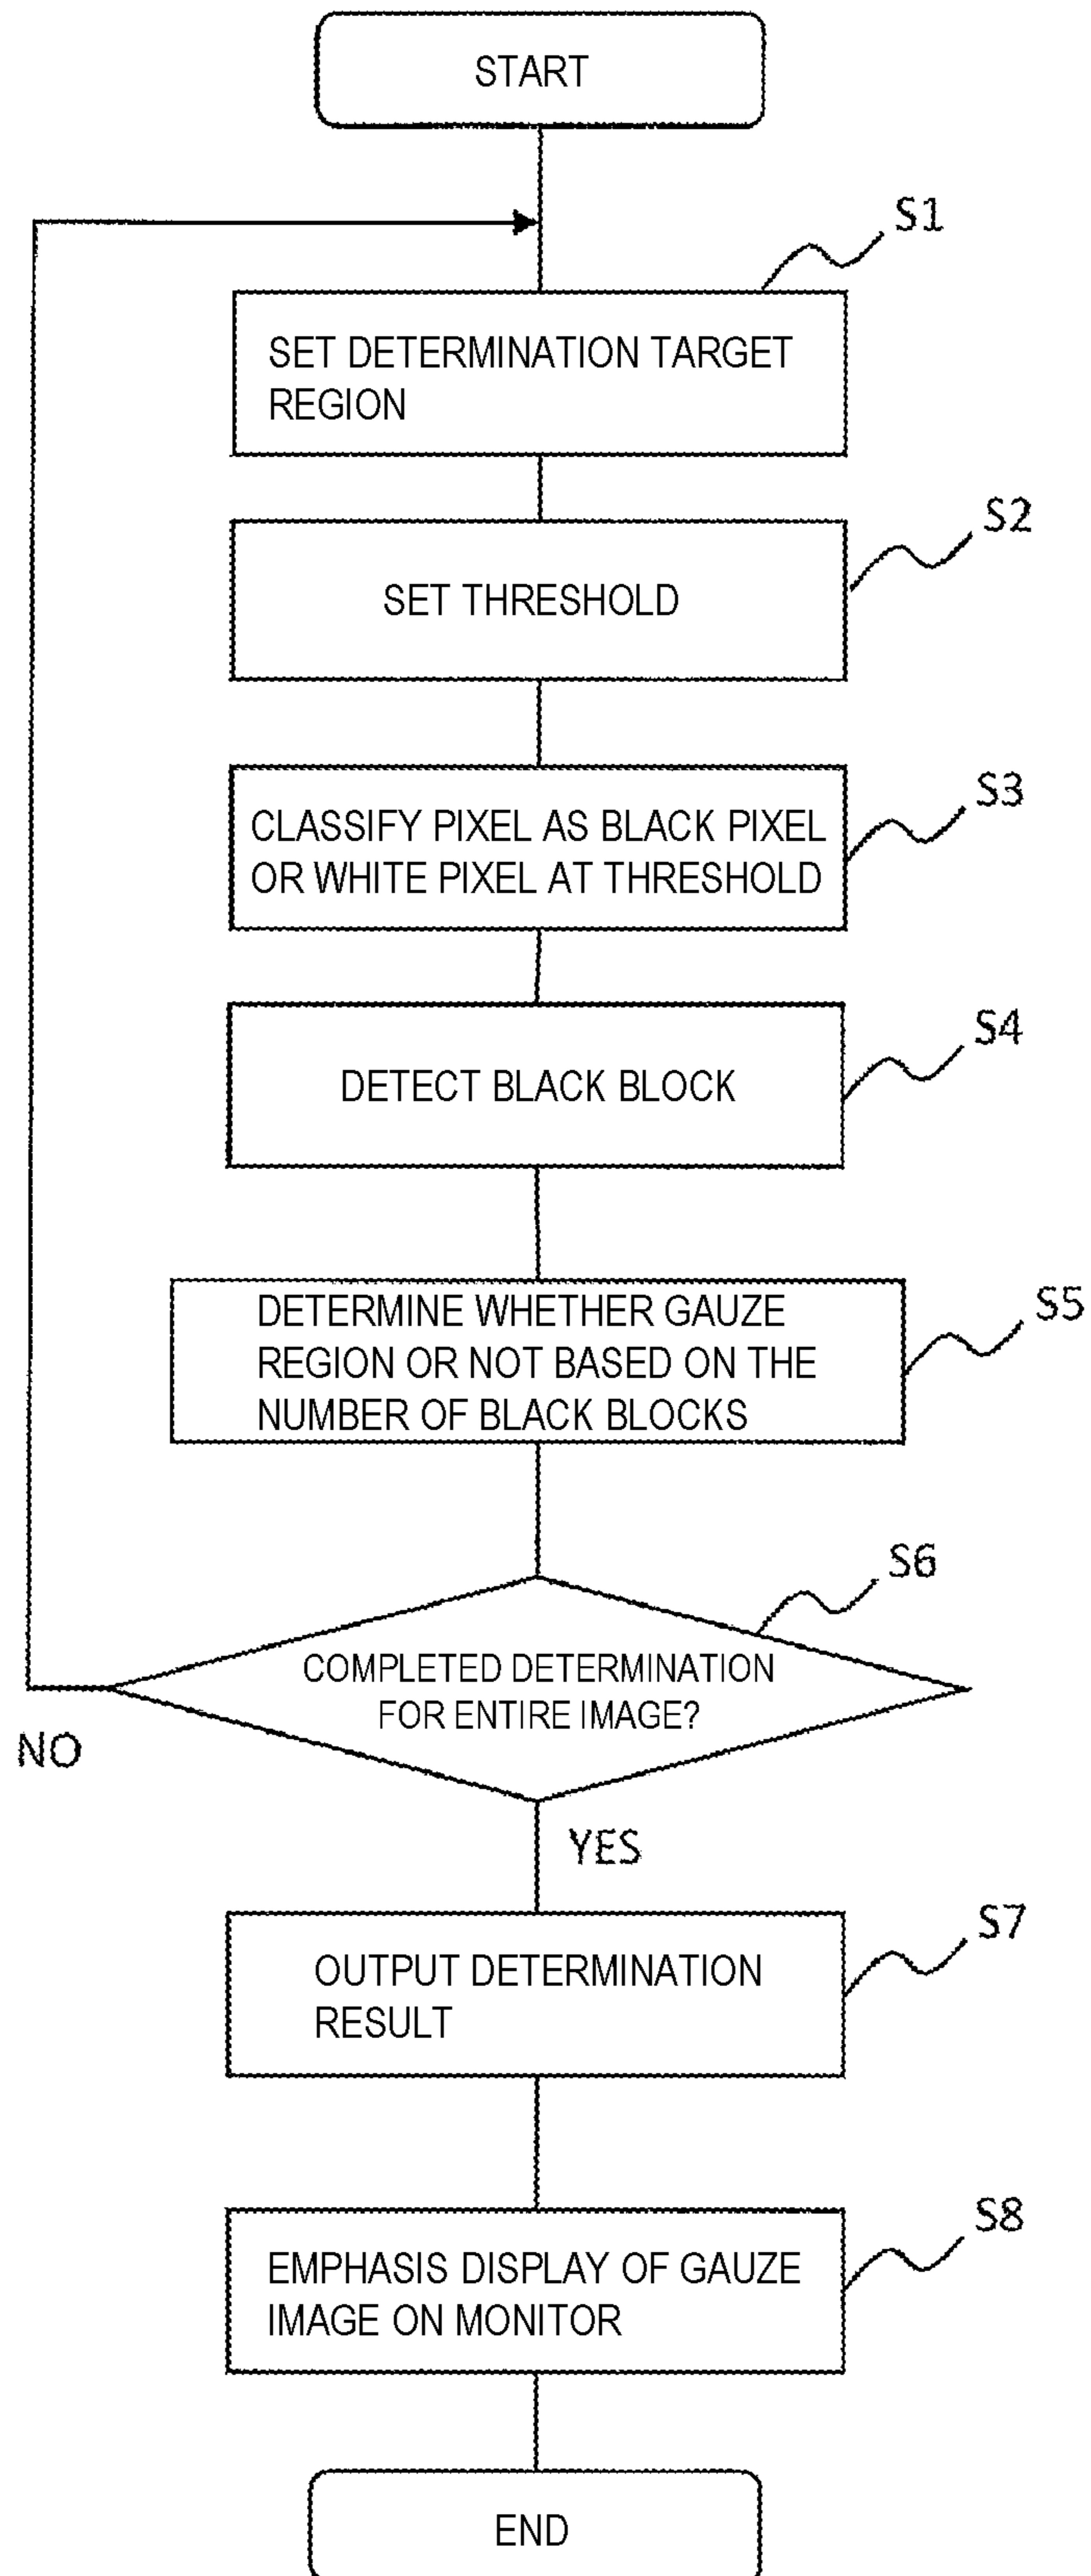 START
S1
SET DETERMINATION TARGET
REGION
S2
SET THRESHOLD
S3
CLASSIFY PIXEL AS BLACK PIXEL
OR WHITE PIXEL AT THRESHOLD
S4
DETECT BLACK BLOCK
S5
DETERMINE WHETHER GAUZE
REGION OR NOT BASED ON THE
NUMBER OF BLACK BLOCKS
S6
COMPLETED DETERMINATION
FOR ENTIRE IMAGE?
NO
YES
S7
OUTPUT DETERMINATION
RESULT
S8
EMPHASIS DISPLAY OF GAUZE
IMAGE ON MONITOR
END